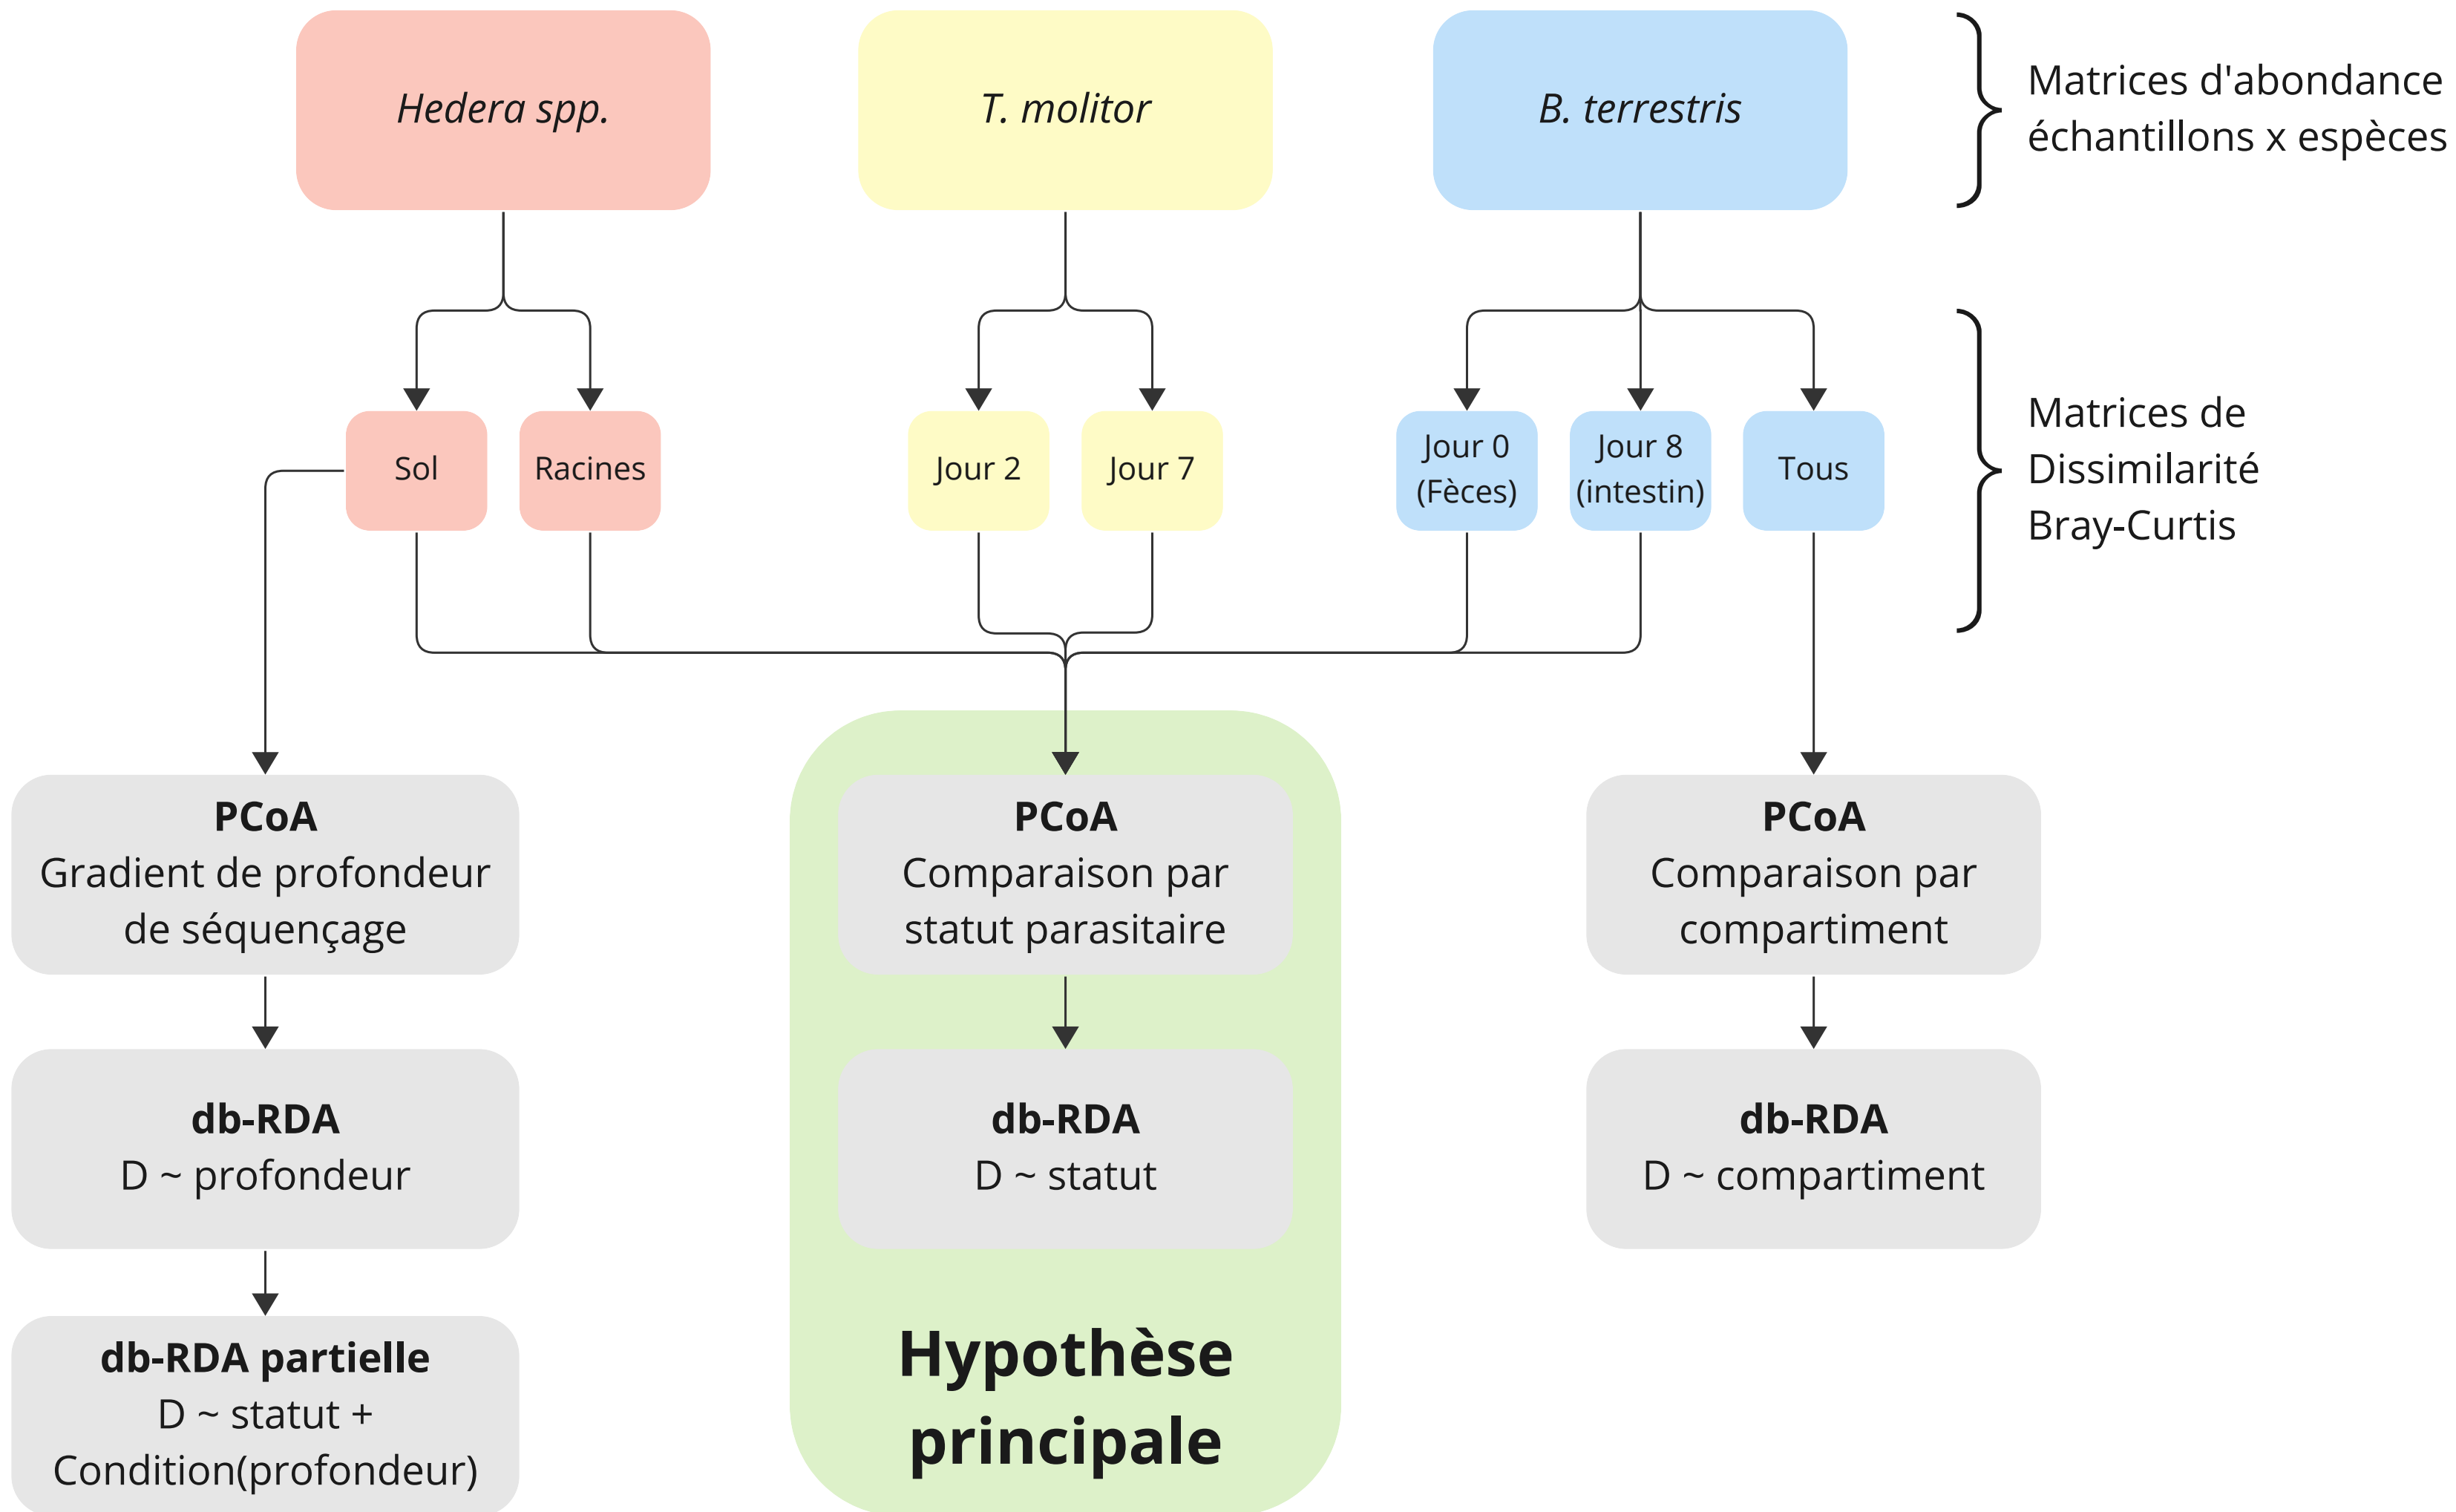 Hedera spp.
T. molitor
B. terrestris
Matrices d'abondance
échantillons x espèces
Sol
Racines
Jour 2
Jour 7
Jour 0
(Fèces)
Jour 8
(intestin)
Tous
Matrices de
Dissimilarité
Bray-Curtis
PCoA
Gradient de profondeur
de séquençage
PCoA
Comparaison par
statut parasitaire
PCoA
Comparaison par
compartiment
db-RDA
D ~ profondeur
db-RDA
D ~ statut
db-RDA
D ~ compartiment
db-RDA partielle
D ~ statut +
Condition(profondeur)
Hypothèse
principale